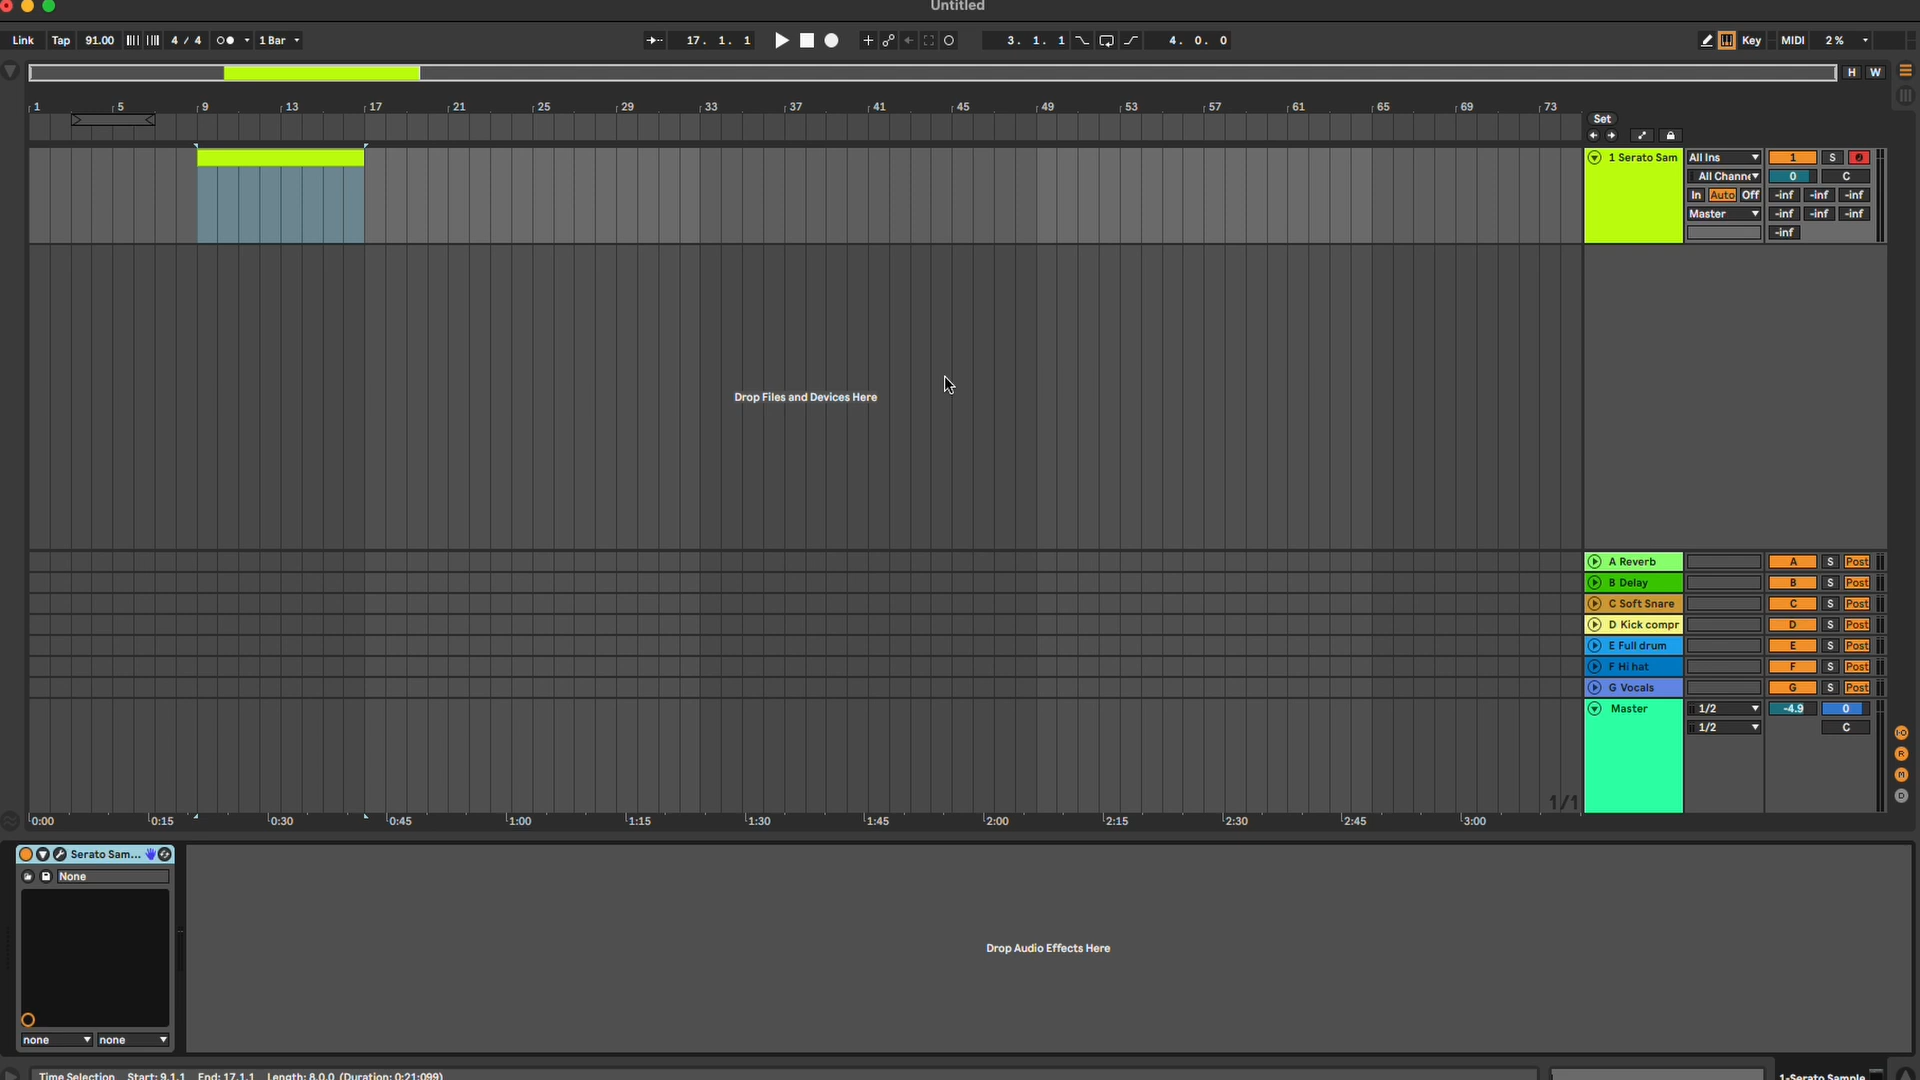 Untitled
Link Tap 91.00 4 / 4 1 Bar 17. 1. 1 3. 1. 1 4. 0. 0 Key MIDI 2 %
H W
1 5 9 13 17 21 25 29 33 37 41 45 49 53 57 61 65 69 73
Set
1 Serato Sam All Ins 1 S
All Channe 0 C
In Auto Off -inf -inf -inf
Master -inf -inf -inf
-inf
Drop Files and Devices Here
A Reverb A S Post
B Delay B S Post
C Soft Snare C S Post
D Kick compr D S Post
E Full drum E S Post
F Hi hat F S Post
G Vocals G S Post
Master 1/2 -4.9 0
1/2 C
I·O
R
M
D
1/1
0:00 0:15 0:30 0:45 1:00 1:15 1:30 1:45 2:00 2:15 2:30 2:45 3:00
Serato Sam...
None
Drop Audio Effects Here
none none
Time Selection Start: 9.1.1 End: 17.1.1 Length: 8.0.0 (Duration: 0:21:099) 1-Serato Sample